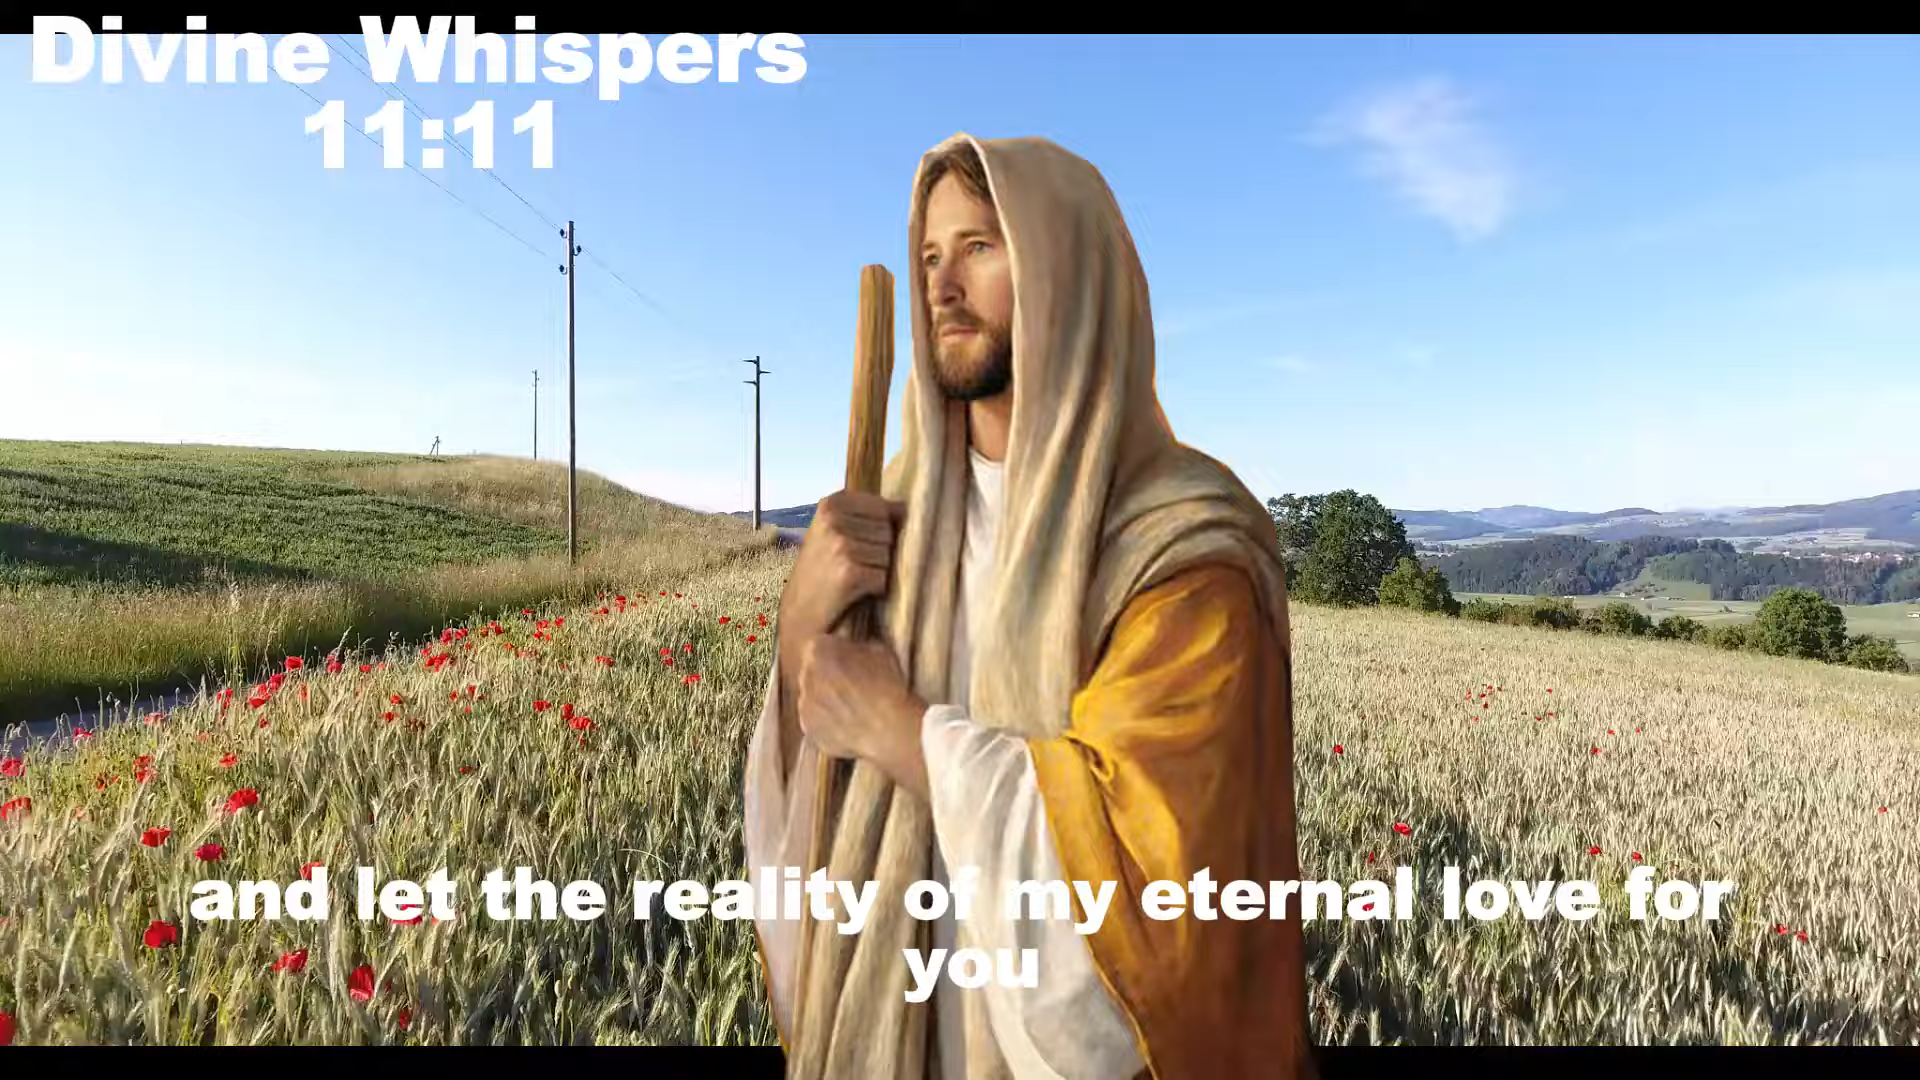 Divine Whispers
11:11
and let the reality of my eternal love for
you